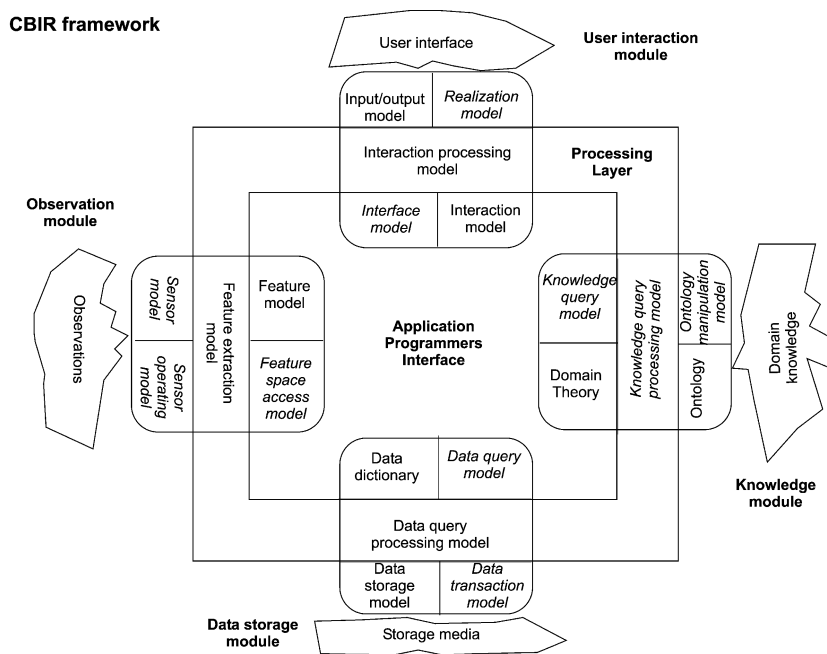 CBIR framework
User interface
User interaction
module
Input/output
model
Realization
model
Interaction processing
model
Processing
Layer
Interface
model
Interaction
model
Observation
module
Observations
Sensor
model
Sensor
operating
model
Feature extraction
model
Feature
model
Feature
space
access
model
Application
Programmers
Interface
Knowledge
query
model
Domain
Theory
Knowledge query
processing model
Ontology
manipulation
model
Ontology
Domain
knowledge
Knowledge
module
Data
dictionary
Data query
model
Data query
processing model
Data
storage
model
Data
transaction
model
Data storage
module
Storage media